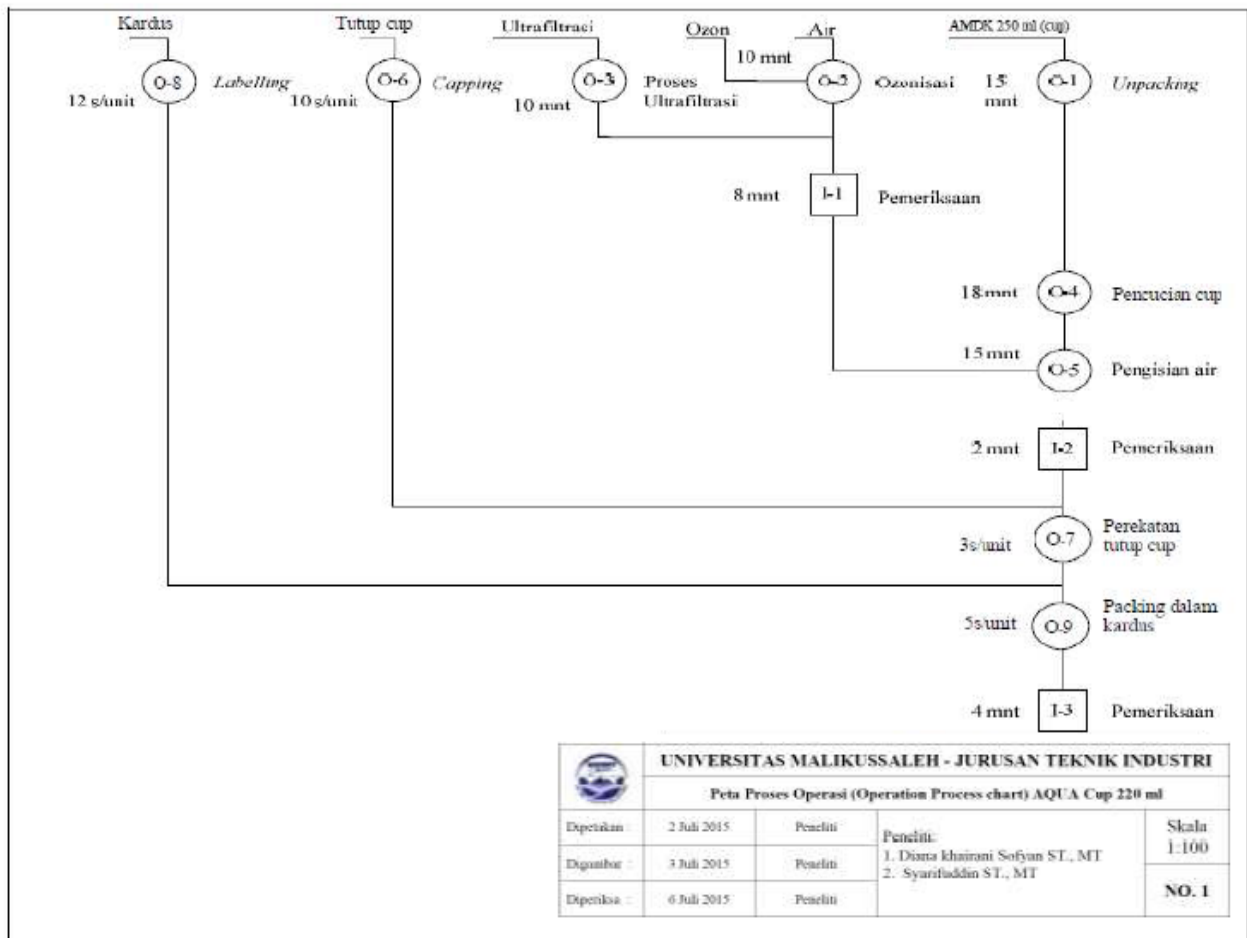 Kardus
Tutup cup
Ultrafiltraci
Ozon
Air
AMDK 250 ml (cup)
O-8
Labelling
12 s/unit
O-6
Capping
10 s/unit
O-3
Proses
Ultrafiltrasi
10 mnt
10 mnt
O-2
Ozonisasi
15
mnt
O-1
Unpacking
8 mnt
I-1
Pemeriksaan
18 mnt
O-4
Pencucian cup
15 mnt
O-5
Pengisian air
2 mnt
I-2
Pemeriksaan
3s/unit
O-7
Perekatan
tutup cup
5s/unit
O-9
Packing dalam
kardus
4 mnt
I-3
Pemeriksaan
UNIVERSITAS MALIKUSSALEH - JURUSAN TEKNIK INDUSTRI
Peta Proses Operasi (Operation Process chart) AQUA Cup 220 ml
Dipetakan :
2 Juli 2015
Peneliti
Digambar :
3 Juli 2015
Peneliti
Diperiksa :
6 Juli 2015
Peneliti
Peneliti:
1. Diana khairani Sofyan ST., MT
2. Syarifuddin ST., MT
Skala
1:100
NO. 1